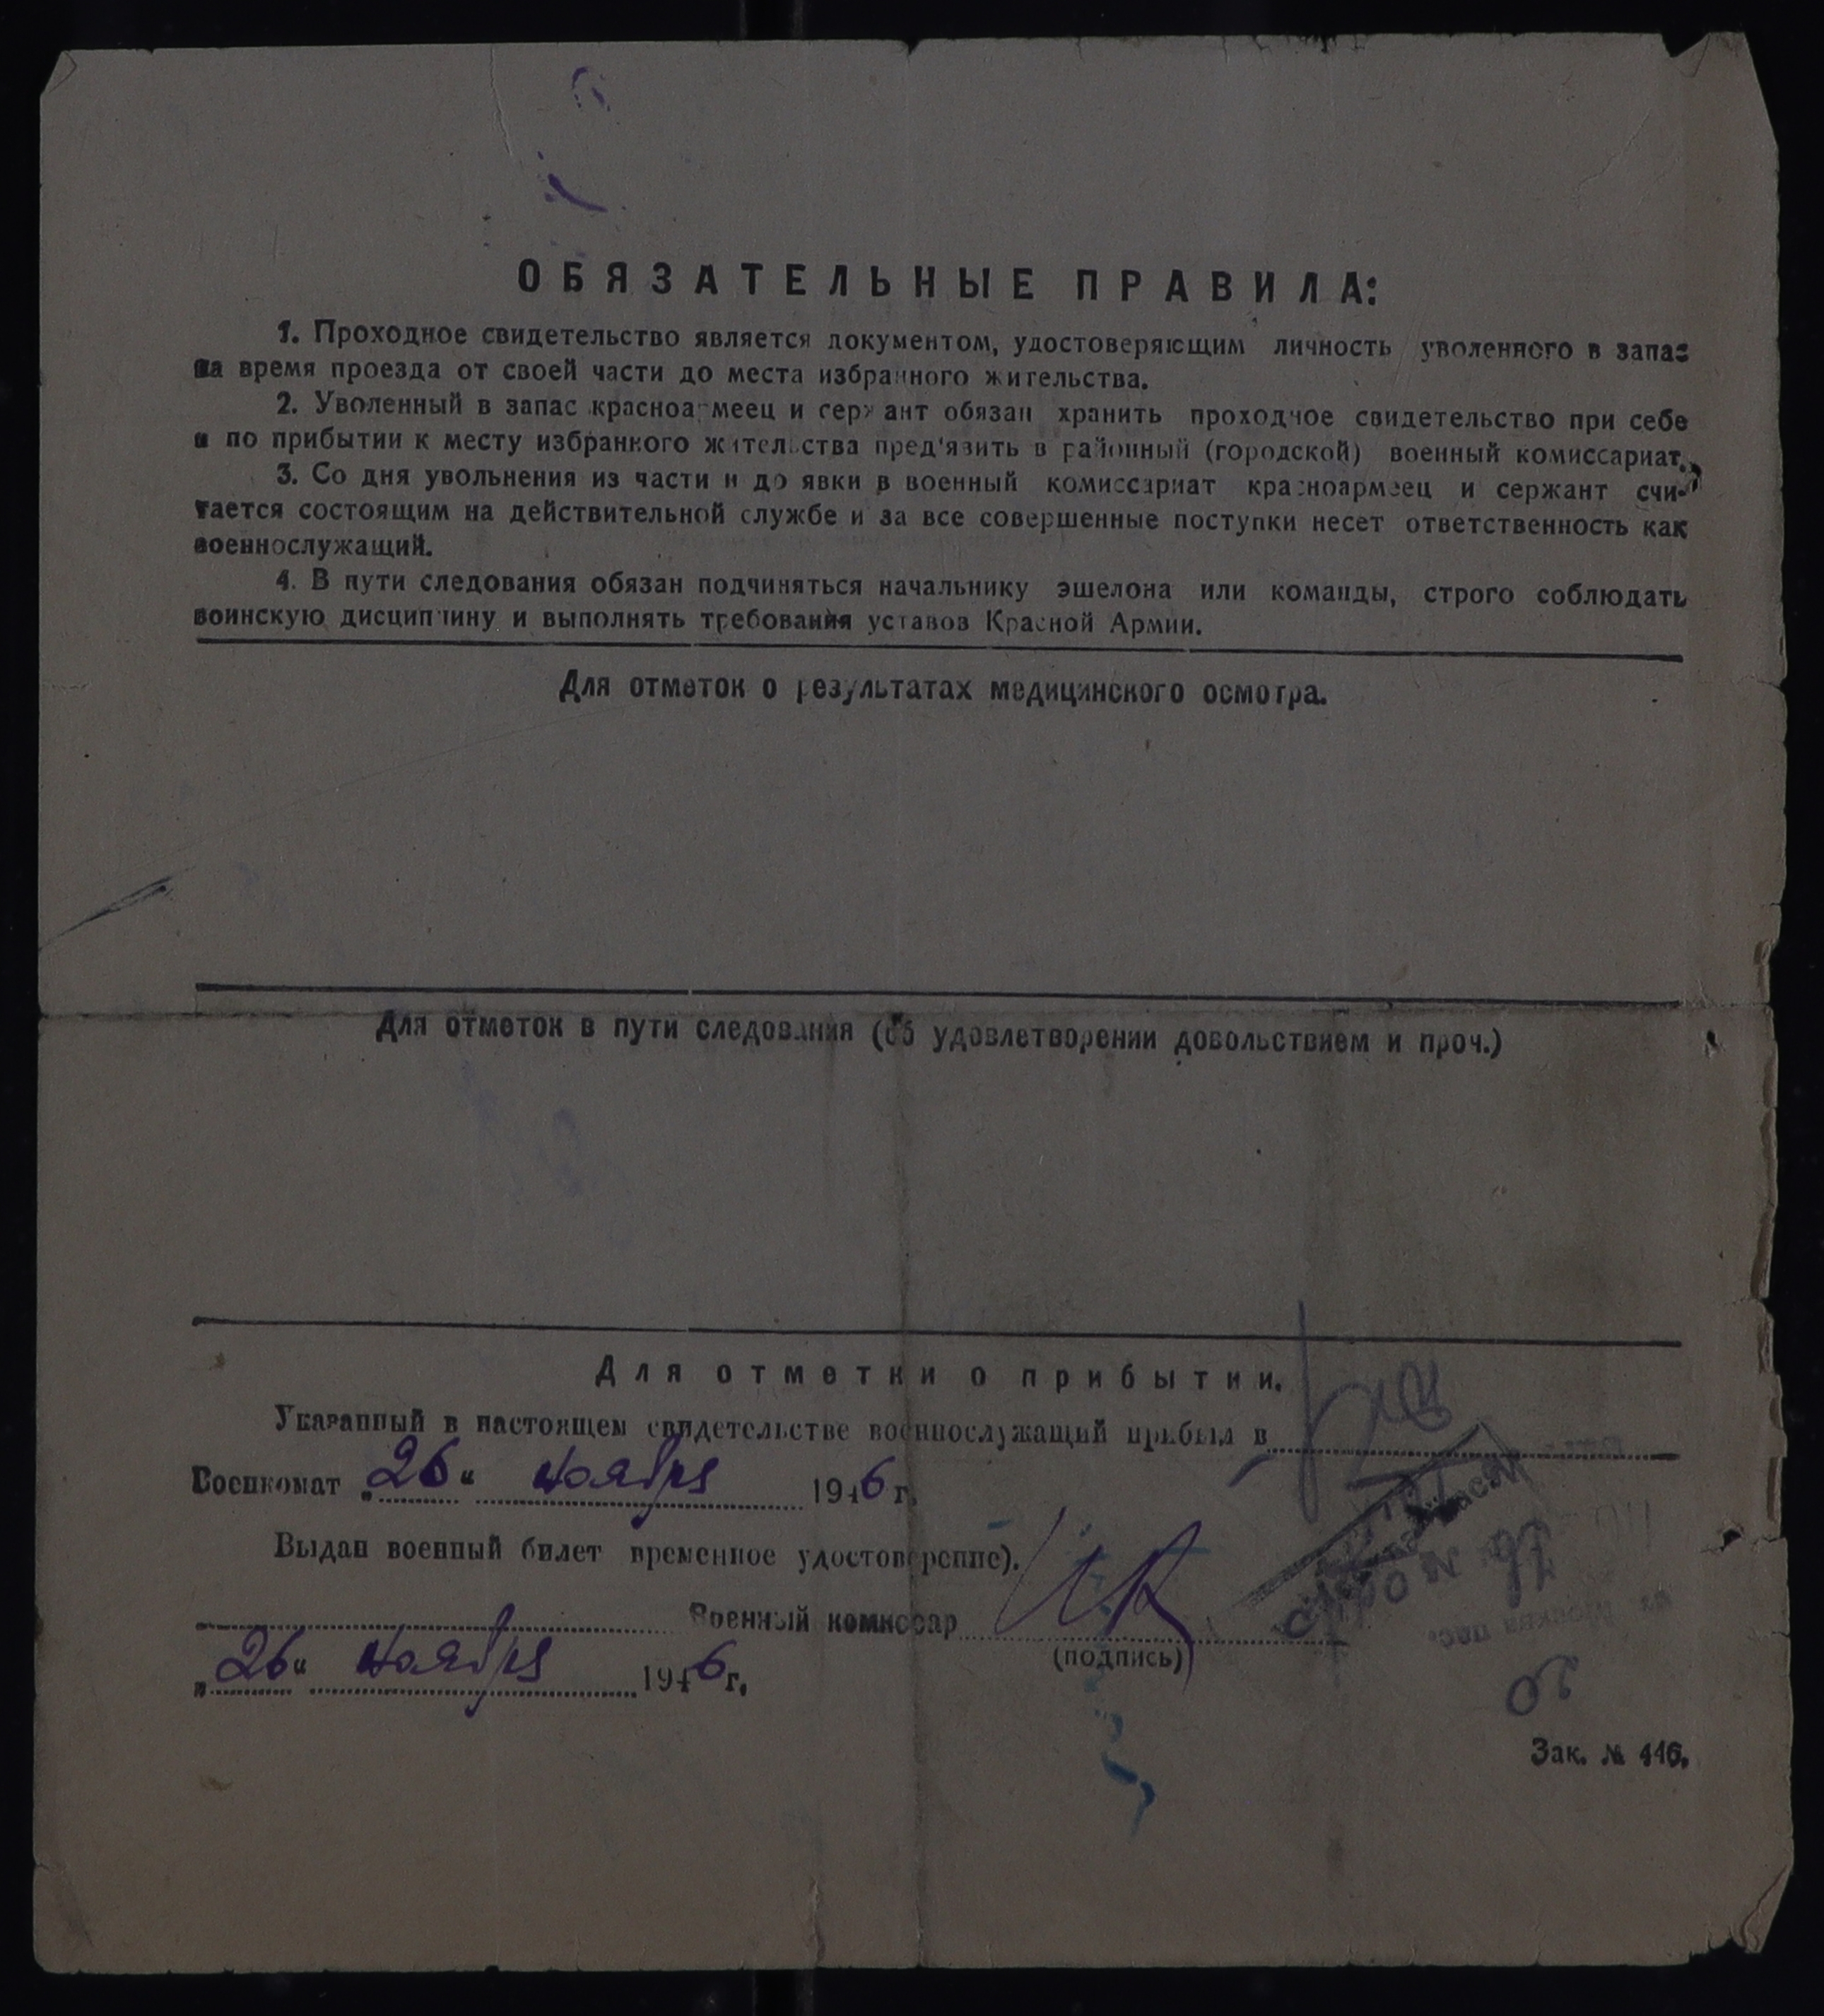 ОБЯЗАТЕЛЬНЫЕ ПРАВИЛА:
1. Проходное свидетельство является документом, удостоверяющим личность уволенного в запас
на время проезда от своей части до места избранного жительства.
2. Уволенный в запас красноармеец и сержант обязан хранить проходное свидетельство при себе
и по прибытии к месту избранного жительства пред'явить в районный (городской) военный комиссариат.
3. Со дня увольнения из части и до явки в военный комиссариат красноармеец и сержант счи-
тается состоящим на действительной службе и за все совершенные поступки несет ответственность как
военнослужащий.
4. В пути следования обязан подчиняться начальнику эшелона или команды, строго соблюдать
воинскую дисциплину и выполнять требования уставов Красной Армии.
Для отметок о результатах медицинского осмотра.
Для отметок в пути следования (об удовлетворении довольствием и проч.)
Для отметки о прибытии.
Указанный в настоящем свидетельстве военнослужащий прибыл в
Военкомат „26“ ноября 1946 г.
Выдан военный билет временное удостоверение).
Военный комиссар
(подпись)
„26“ ноября 1946 г.
Зак. № 446.